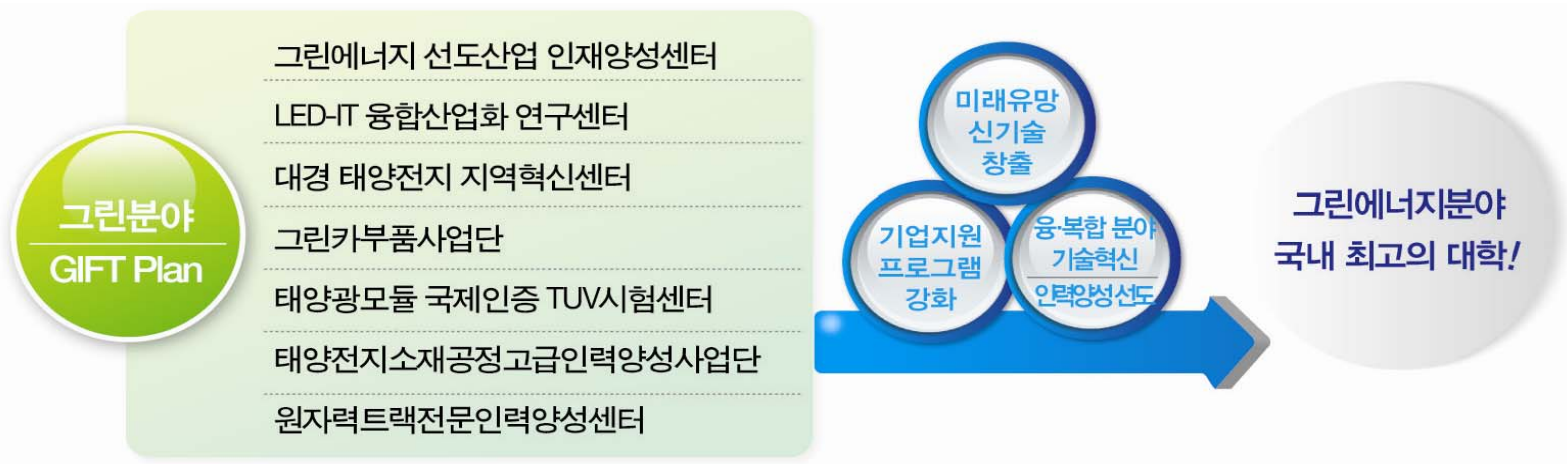 그린분야
GIFT Plan
그린에너지 선도산업 인재양성센터
LED-IT 융합산업화 연구센터
대경 태양전지 지역혁신센터
그린카부품사업단
태양광모듈 국제인증 TUV시험센터
태양전지소재공정고급인력양성사업단
원자력트랙전문인력양성센터
미래유망
신기술
창출
기업지원
프로그램
강화
융·복합 분야
기술혁신
인력양성 선도
그린에너지분야
국내 최고의 대학!